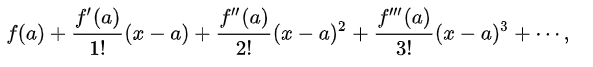 f(a) + \frac{f'(a)}{1!}(x - a) + \frac{f''(a)}{2!}(x - a)^2 + \frac{f'''(a)}{3!}(x - a)^3 + \cdots,